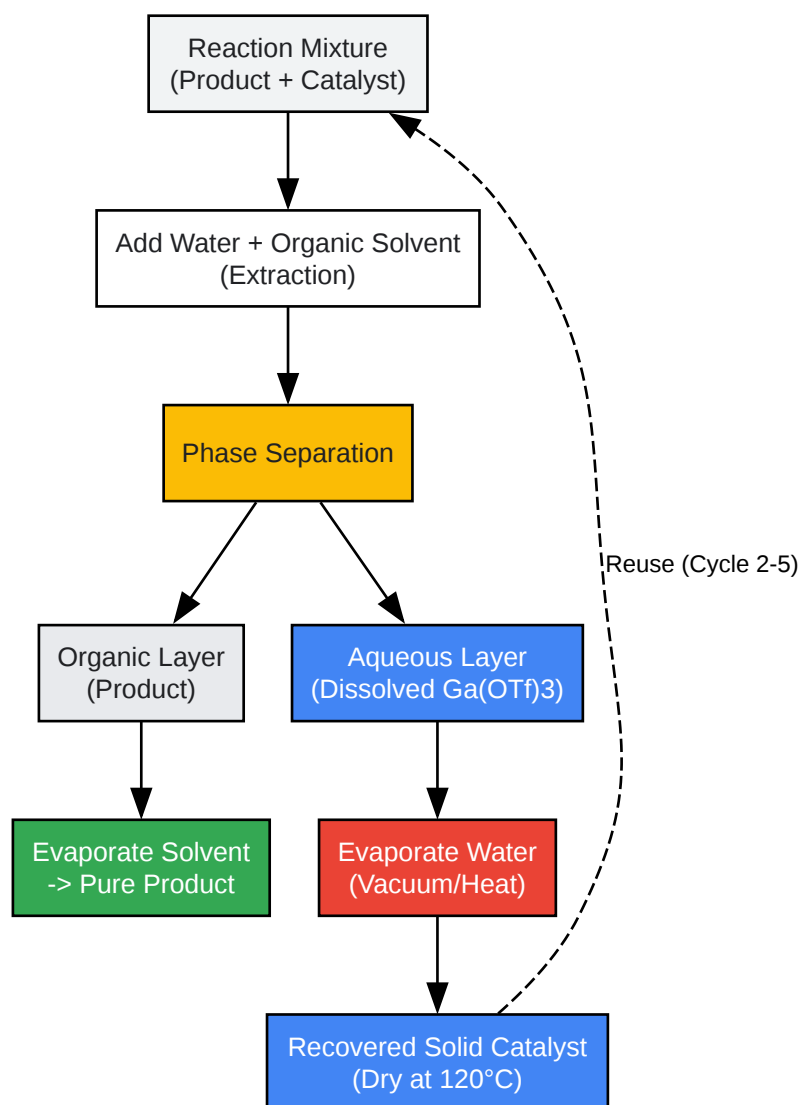 Reaction Mixture
(Product + Catalyst)
Add Water + Organic Solvent
(Extraction)
Phase Separation
Reuse (Cycle 2-5)
Organic Layer
(Product)
Aqueous Layer
(Dissolved Ga(OTf)3)
Evaporate Solvent
-> Pure Product
Evaporate Water
(Vacuum/Heat)
Recovered Solid Catalyst
(Dry at 120°C)